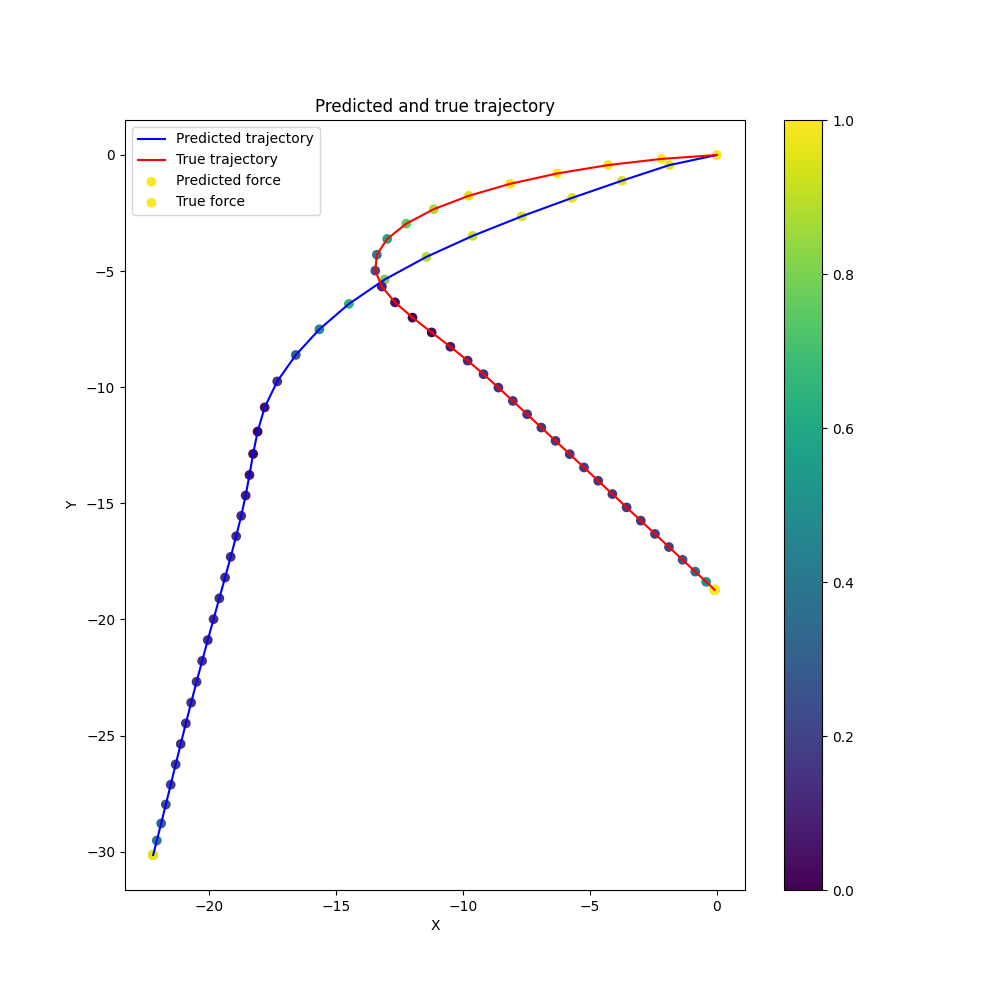 Predicted and true trajectory
Predicted trajectory
True trajectory
Predicted force
True force
0
−5
−10
−15
−20
−25
−30
Y
−20
−15
−10
−5
0
X
1.0
0.8
0.6
0.4
0.2
0.0